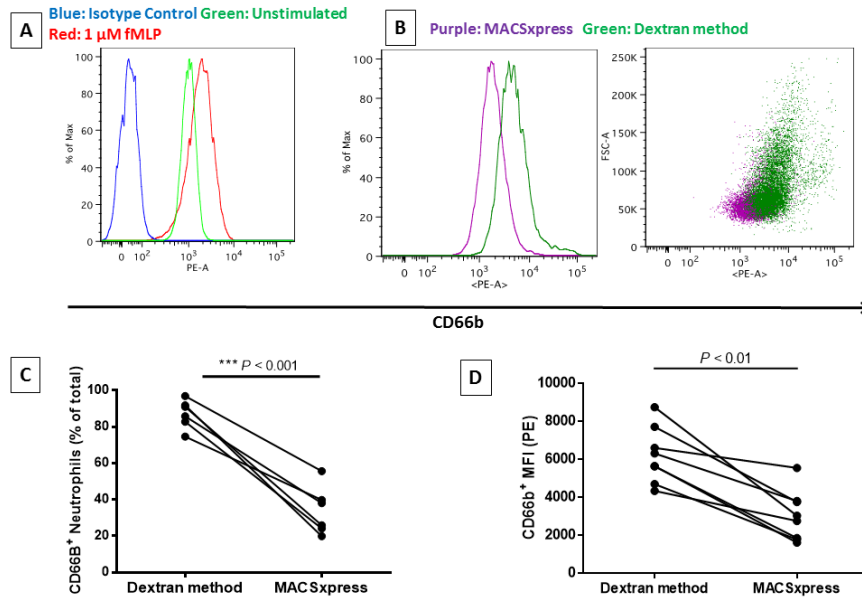 A
Blue: Isotype Control Green: Unstimulated
Red: 1 µM fMLP
% of Max
100
80
60
40
20
0
0 10² 10³ 10⁴ 10⁵
PE-A
B
Purple: MACSxpress Green: Dextran method
% of Max
100
80
60
40
20
0
0 10² 10³ 10⁴ 10⁵
<PE-A>
FSC-A
250K
200K
150K
100K
50K
0
0 10² 10³ 10⁴ 10⁵
<PE-A>
CD66b
C
*** P < 0.001
CD66B⁺ Neutrophils (% of total)
100
80
60
40
20
0
Dextran method MACSxpress
D
P < 0.01
CD66b⁺ MFI (PE)
10000
8000
6000
4000
2000
0
Dextran method MACSxpress